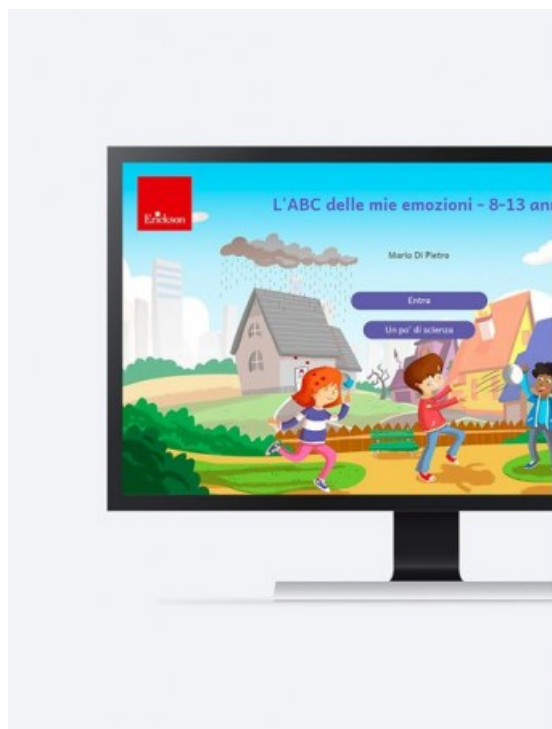 Erickson
L'ABC delle mie emozioni - 8-13 ann
Mario Di Pietro
Entra
Un po' di scienza